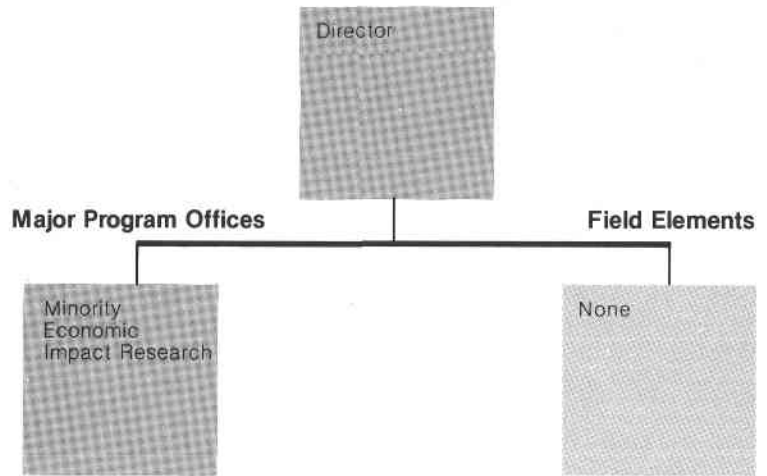 Director
Major Program Offices
Field Elements
Minority
Economic
Impact Research
None